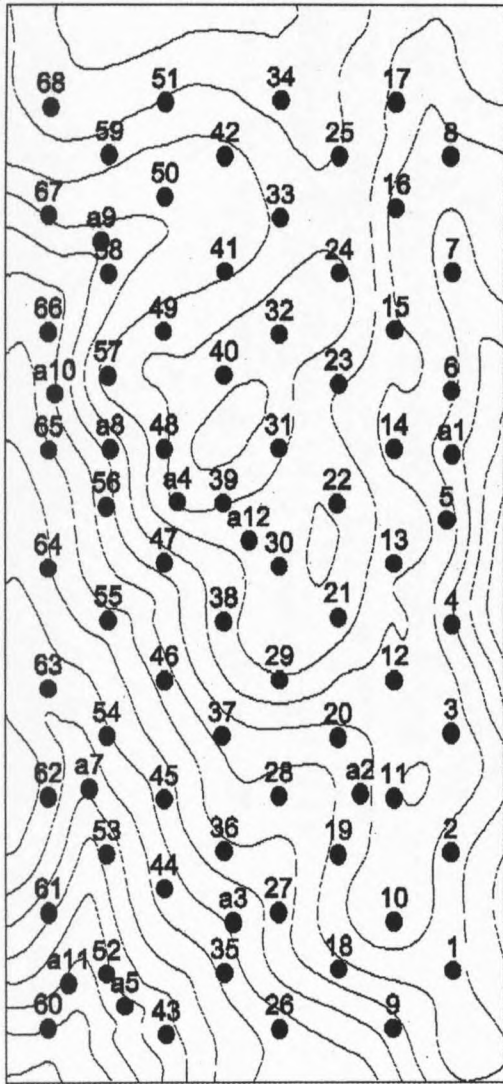 68 51 34 17
59 42 25 8
50
67 33 16
a9
58 41 24 7
66 49 32 15
57 40 23 6
a10
65 a8 48 31 14 a1
a4 39 22 5
56
a12
64 47 30 13
55 38 21 4
63 46 29 12
54 37 20 3
a7 a2
62 45 28 11
53 36 19 2
44
61 a3 27 10
52 35 18 1
a11
a5
60 43 26 9